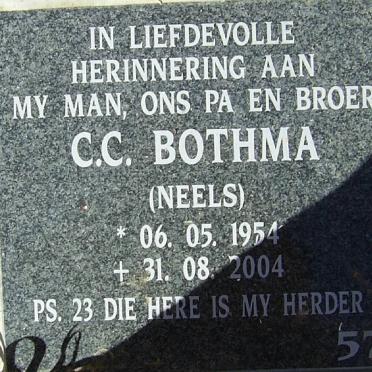 IN LIEFDEVOLLE
HERINNERING AAN
MY MAN, ONS PA EN BROER
C.C. BOTHMA
(NEELS)
* 06. 05. 1954
+ 31. 08. 2004
PS. 23 DIE HERE IS MY HERDER
57